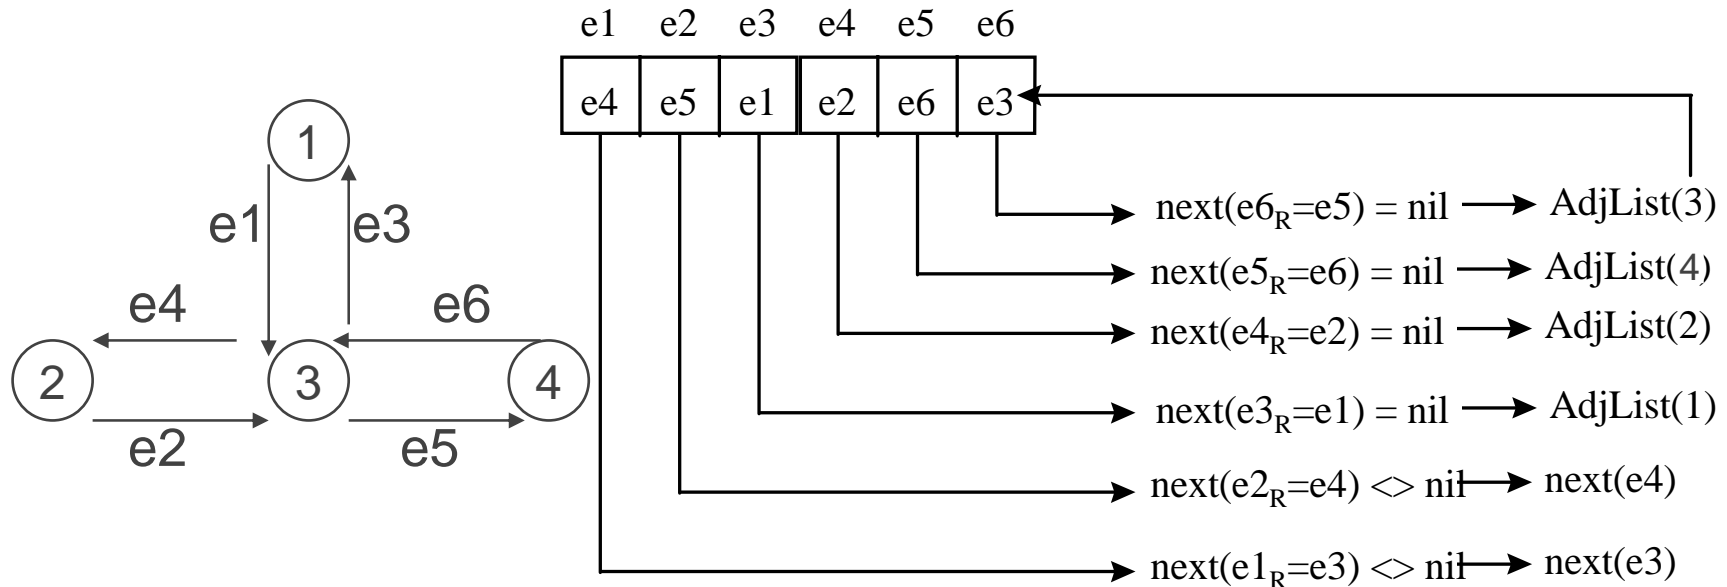 e1 e2 e3 e4 e5 e6
e4 e5 e1 e2 e6 e3
1
e1 e3
e4 e6
2 3 4
e2 e5
next(e6R=e5) = nil AdjList(3)
next(e5R=e6) = nil AdjList(4)
next(e4R=e2) = nil AdjList(2)
next(e3R=e1) = nil AdjList(1)
next(e2R=e4) <> nil next(e4)
next(e1R=e3) <> nil next(e3)